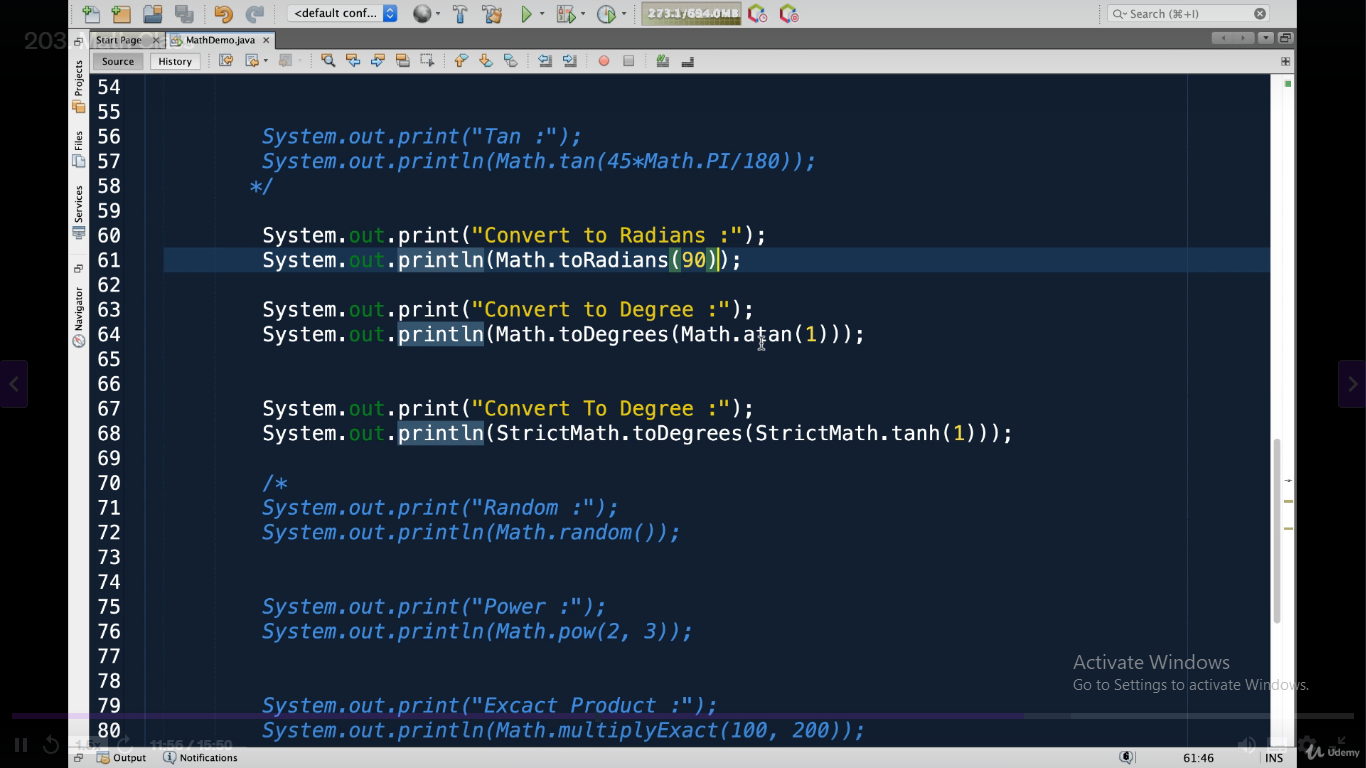 <default conf...
273.1/694.0MB
Search (⌘+I)
Start Page
MathDemo.java
Source
History
Projects
Files
Services
Navigator
54
55
56 System.out.print("Tan :");
57 System.out.println(Math.tan(45*Math.PI/180));
58 */
59
60 System.out.print("Convert to Radians :");
61 System.out.println(Math.toRadians(90));
62
63 System.out.print("Convert to Degree :");
64 System.out.println(Math.toDegrees(Math.atan(1)));
65
66
67 System.out.print("Convert To Degree :");
68 System.out.println(StrictMath.toDegrees(StrictMath.tanh(1)));
69
70 /*
71 System.out.print("Random :");
72 System.out.println(Math.random());
73
74
75 System.out.print("Power :");
76 System.out.println(Math.pow(2, 3));
77
78
79 System.out.print("Excact Product :");
80 System.out.println(Math.multiplyExact(100, 200));
Activate Windows
Go to Settings to activate Windows.
1.5x 11:56 / 15:50
Output
Notifications
6
61:46
INS
Udemy